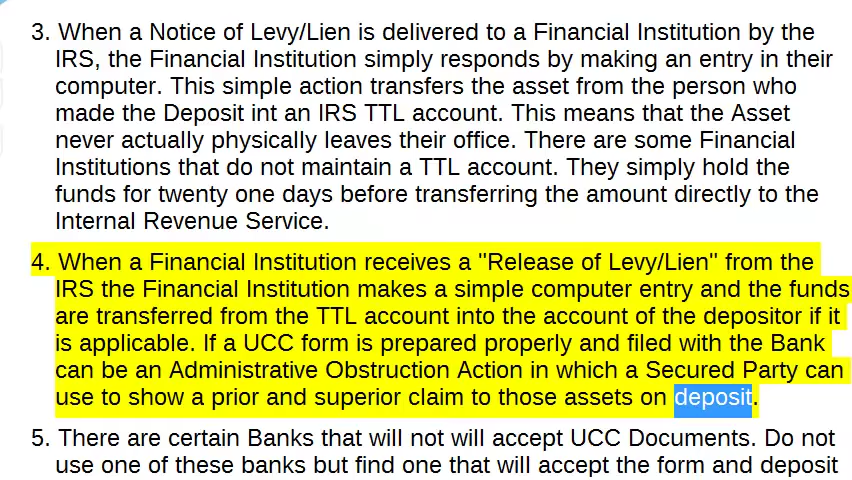 3. When a Notice of Levy/Lien is delivered to a Financial Institution by the
IRS, the Financial Institution simply responds by making an entry in their
computer. This simple action transfers the asset from the person who
made the Deposit int an IRS TTL account. This means that the Asset
never actually physically leaves their office. There are some Financial
Institutions that do not maintain a TTL account. They simply hold the
funds for twenty one days before transferring the amount directly to the
Internal Revenue Service.
4. When a Financial Institution receives a "Release of Levy/Lien" from the
IRS the Financial Institution makes a simple computer entry and the funds
are transferred from the TTL account into the account of the depositor if it
is applicable. If a UCC form is prepared properly and filed with the Bank
can be an Administrative Obstruction Action in which a Secured Party can
use to show a prior and superior claim to those assets on deposit.
5. There are certain Banks that will not will accept UCC Documents. Do not
use one of these banks but find one that will accept the form and deposit